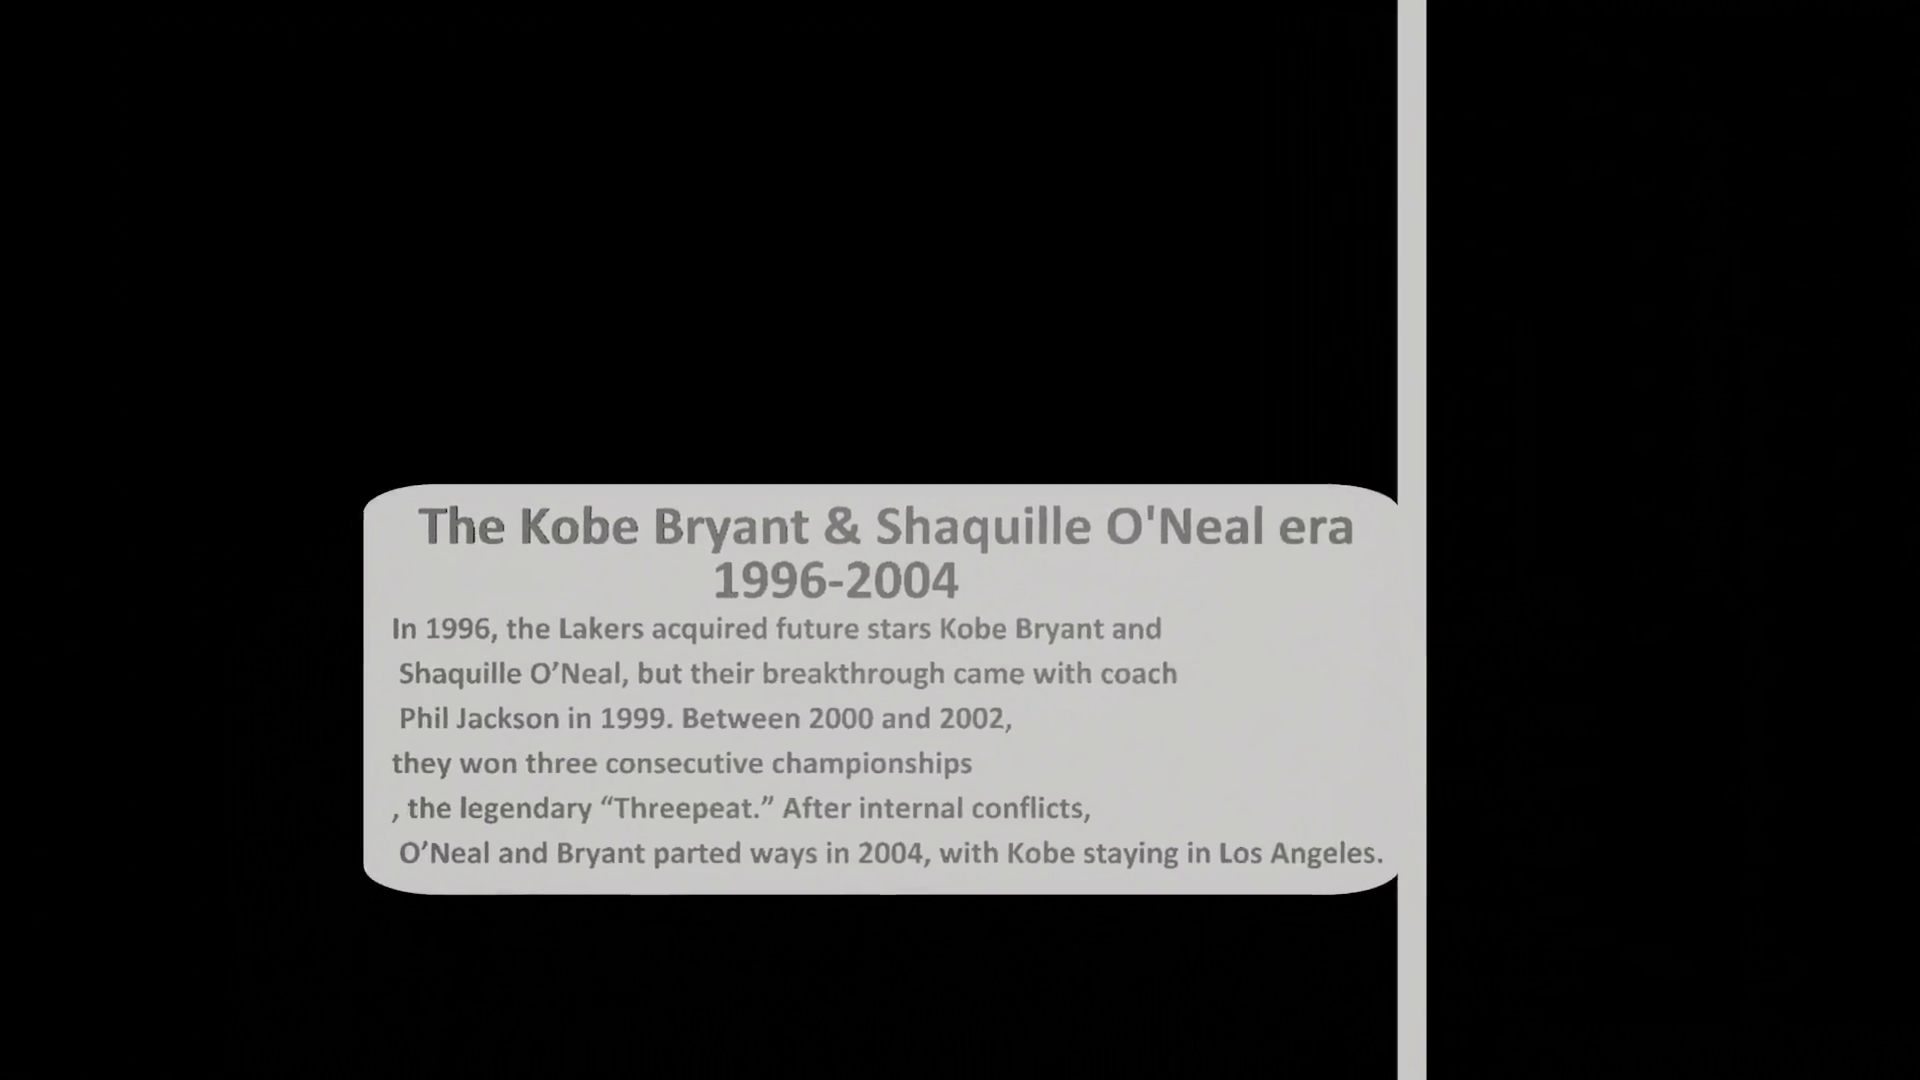 The Kobe Bryant & Shaquille O'Neal era
1996-2004
In 1996, the Lakers acquired future stars Kobe Bryant and
Shaquille O’Neal, but their breakthrough came with coach
Phil Jackson in 1999. Between 2000 and 2002,
they won three consecutive championships
, the legendary “Threepeat.” After internal conflicts,
O’Neal and Bryant parted ways in 2004, with Kobe staying in Los Angeles.